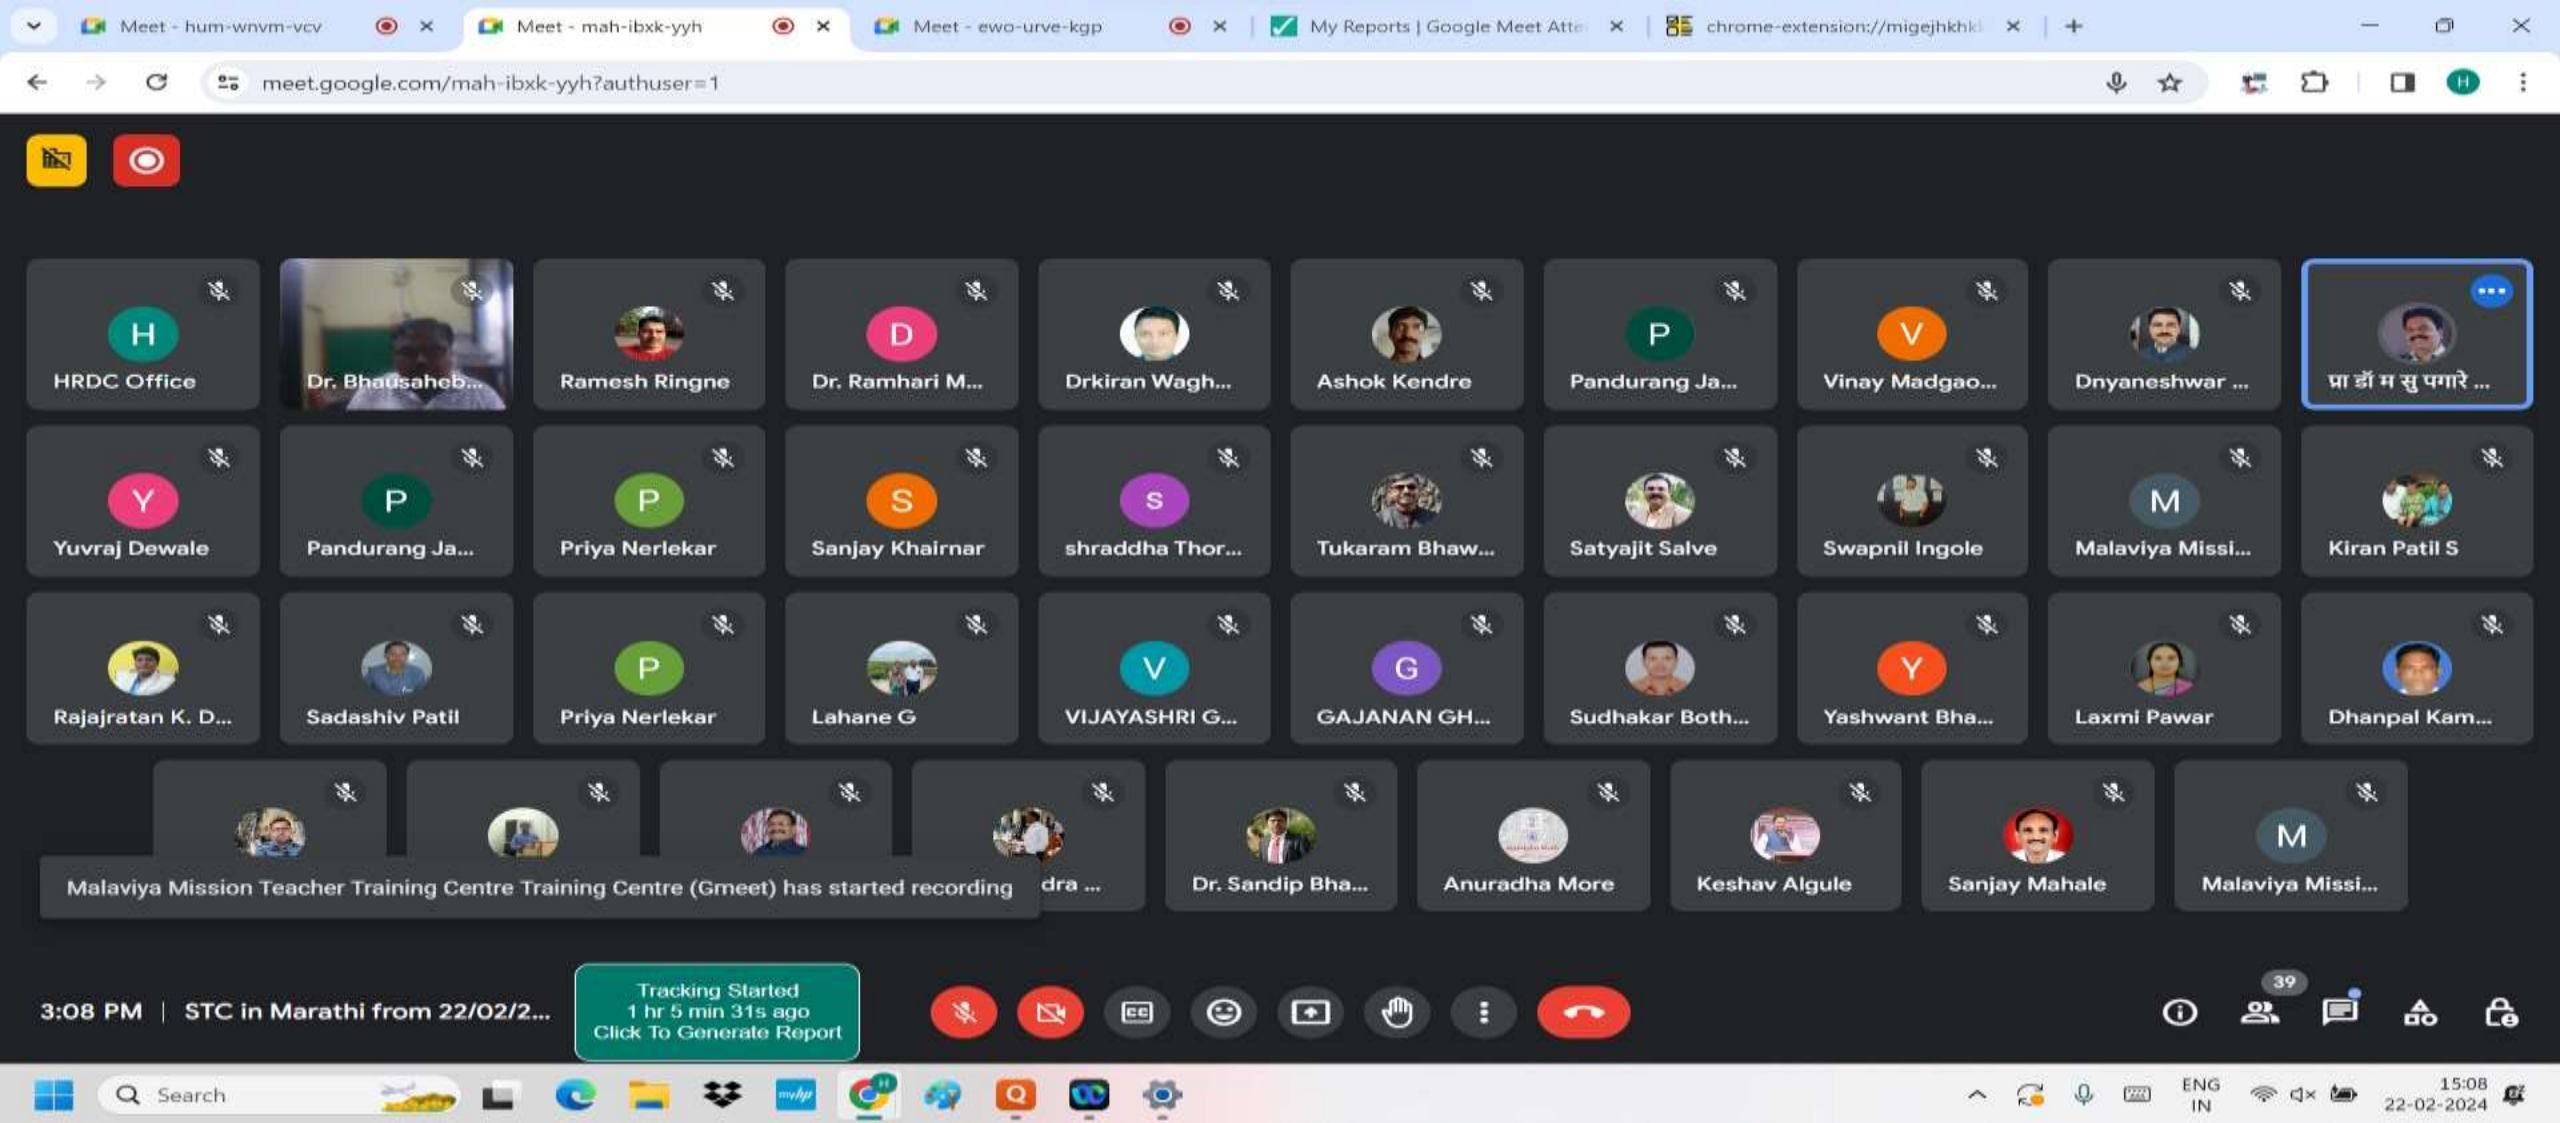 Meet - hum-wnvm-vcv
Meet - mah-ibxk-yyh
Meet - ewo-urve-kgp
My Reports | Google Meet Atte
chrome-extension://migejhkhk
meet.google.com/mah-ibxk-yyh?authuser=1
H
H
D
P
V
HRDC Office
Dr. Bhausaheb...
Ramesh Ringne
Dr. Ramhari M...
Drkiran Wagh...
Ashok Kendre
Pandurang Ja...
Vinay Madgao...
Dnyaneshwar ...
प्रा डॉ म सु पगारे ...
Y
P
P
S
s
M
Yuvraj Dewale
Pandurang Ja...
Priya Nerlekar
Sanjay Khairnar
shraddha Thor...
Tukaram Bhaw...
Satyajit Salve
Swapnil Ingole
Malaviya Missi...
Kiran Patil S
P
V
G
Y
Rajajratan K. D...
Sadashiv Patil
Priya Nerlekar
Lahane G
VIJAYASHRI G...
GAJANAN GH...
Sudhakar Both...
Yashwant Bha...
Laxmi Pawar
Dhanpal Kam...
M
Malaviya Mission Teacher Training Centre Training Centre (Gmeet) has started recording
dra ...
Dr. Sandip Bha...
Anuradha More
Keshav Algule
Sanjay Mahale
Malaviya Missi...
3:08 PM | STC in Marathi from 22/02/2...
Tracking Started
1 hr 5 min 31s ago
Click To Generate Report
CC
39
Search
myhp
H
Q
ENG
IN
15:08
22-02-2024